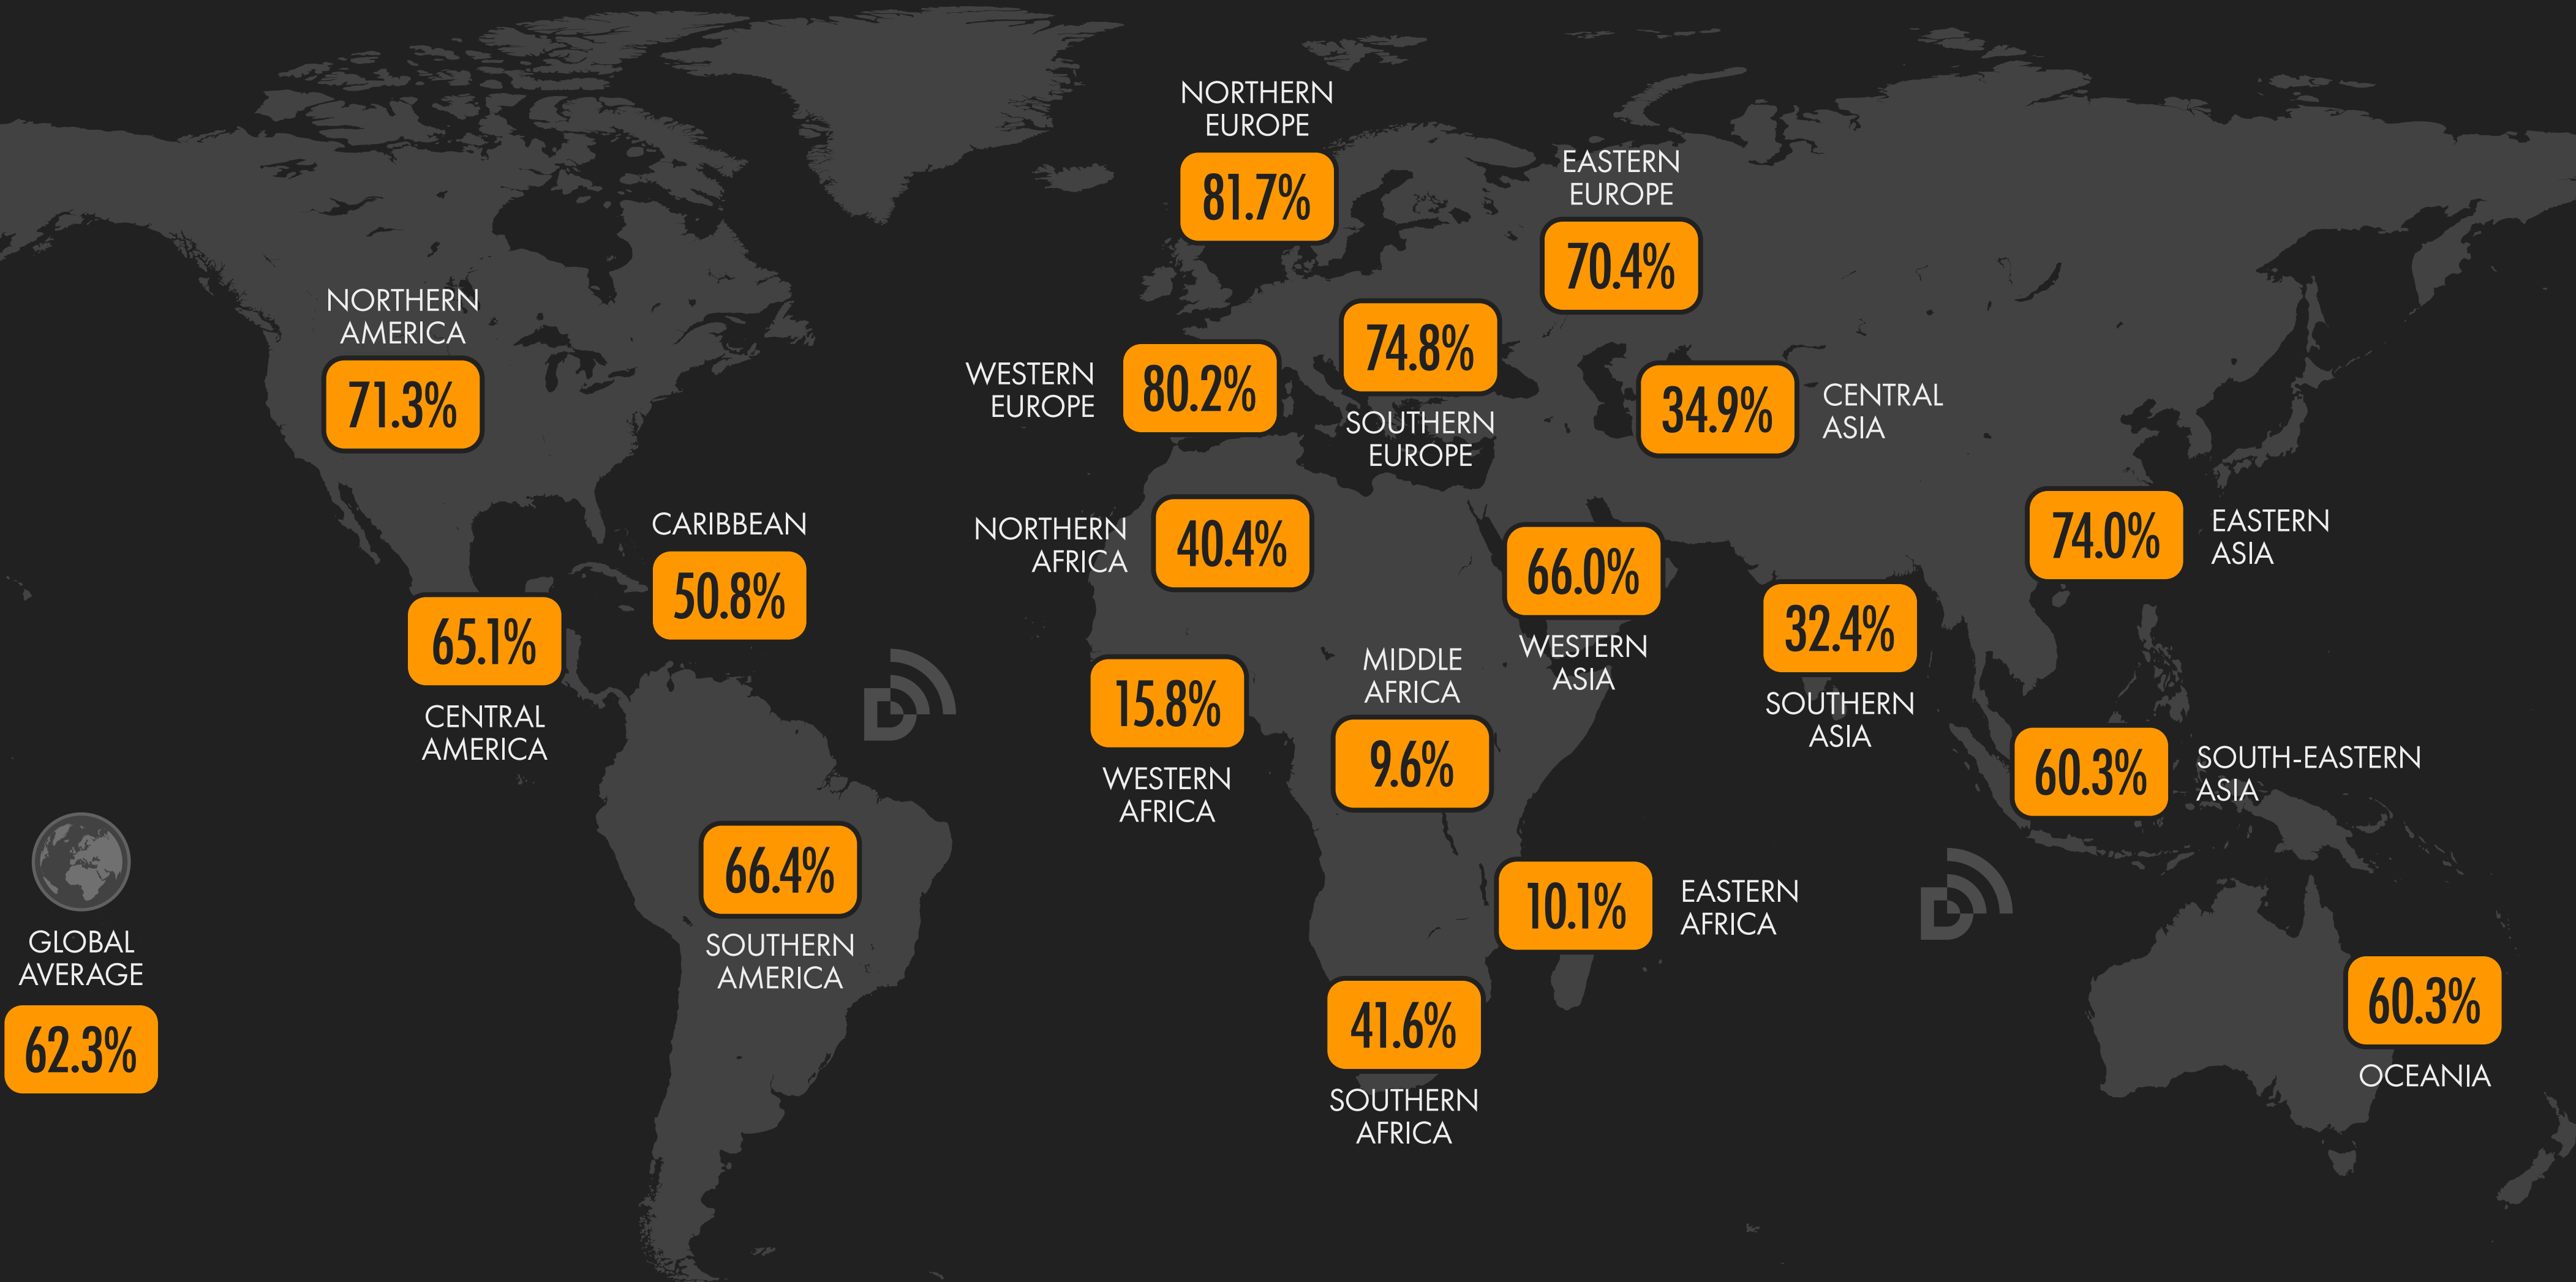 NORTHERN
EUROPE
81.7%
EASTERN
EUROPE
70.4%
NORTHERN
AMERICA
71.3%
WESTERN
EUROPE
80.2%
74.8%
SOUTHERN
EUROPE
34.9%
CENTRAL
ASIA
CARIBBEAN
50.8%
NORTHERN
AFRICA
40.4%
66.0%
WESTERN
ASIA
74.0%
EASTERN
ASIA
65.1%
CENTRAL
AMERICA
32.4%
SOUTHERN
ASIA
15.8%
WESTERN
AFRICA
MIDDLE
AFRICA
9.6%
60.3%
SOUTH-EASTERN
ASIA
66.4%
SOUTHERN
AMERICA
10.1%
EASTERN
AFRICA
GLOBAL
AVERAGE
62.3%
41.6%
SOUTHERN
AFRICA
60.3%
OCEANIA